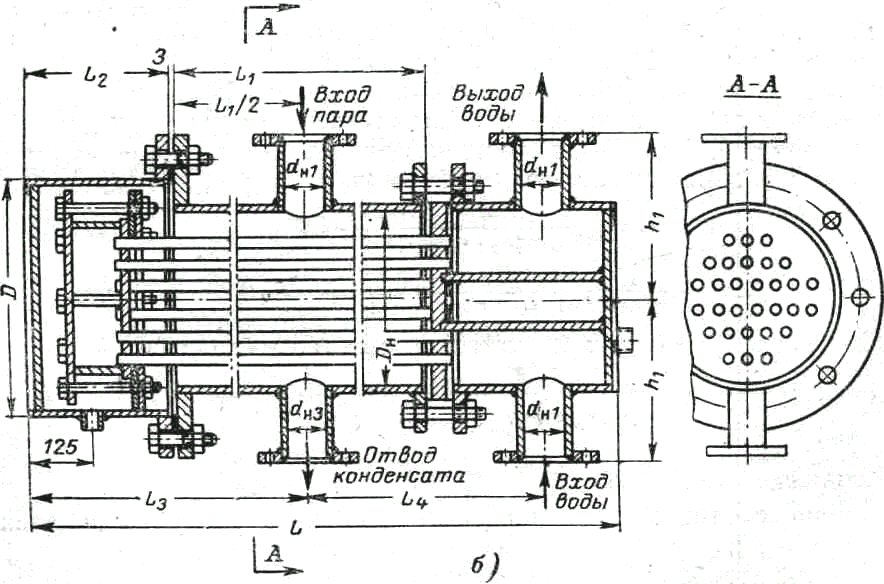 A
3
L₂
L₁
L₁/2
Вход
пара
Выход
воды
А-А
dн1
dн1
h₁
D
Dн
h₁
dн3
dн1
125
Отвод
конденсата
Вход
воды
L₃
L₄
L
A
б)